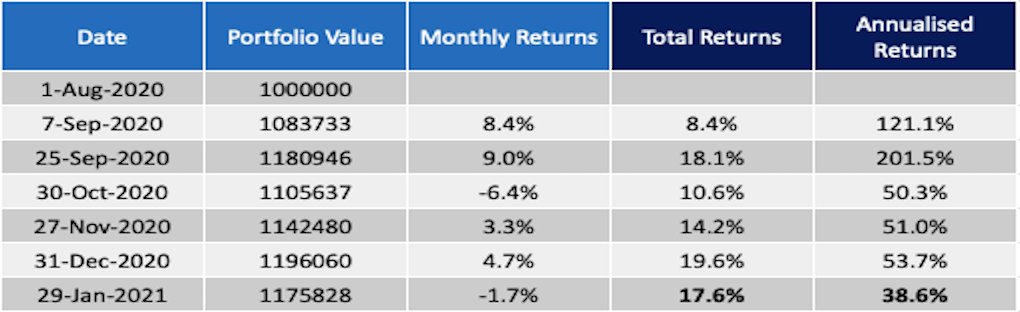 Date Portfolio Value Monthly Returns Total Returns Annualised Returns
1-Aug-2020 1000000
7-Sep-2020 1083733 8.4% 8.4% 121.1%
25-Sep-2020 1180946 9.0% 18.1% 201.5%
30-Oct-2020 1105637 -6.4% 10.6% 50.3%
27-Nov-2020 1142480 3.3% 14.2% 51.0%
31-Dec-2020 1196060 4.7% 19.6% 53.7%
29-Jan-2021 1175828 -1.7% 17.6% 38.6%